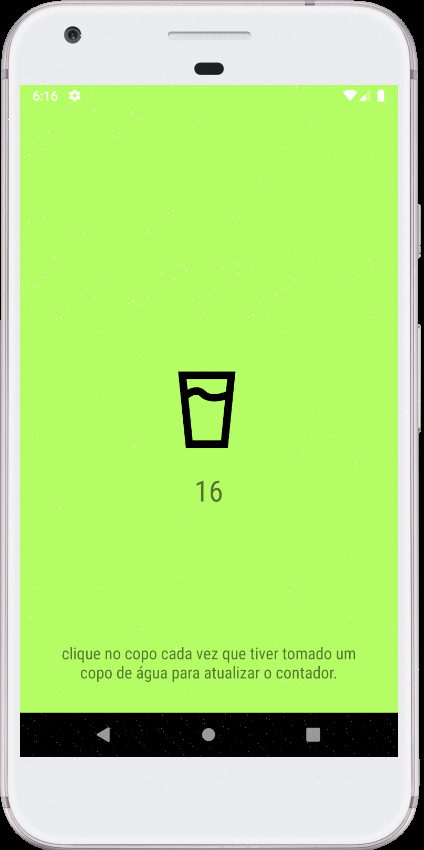 6:16
16
clique no copo cada vez que tiver tomado um
copo de água para atualizar o contador.